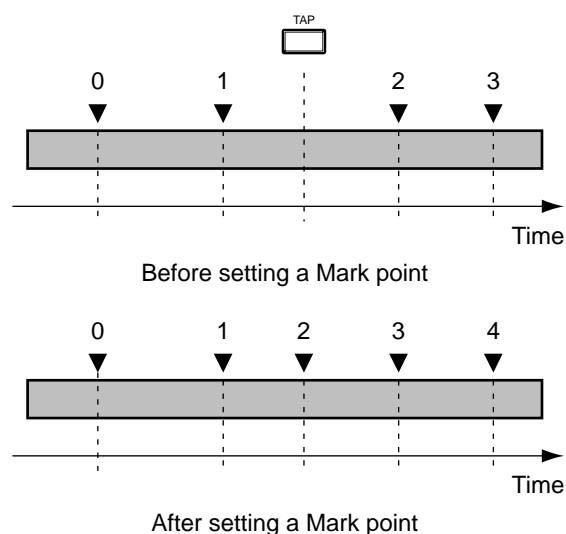 TAP
0 1 2 3
Time
Before setting a Mark point
0 1 2 3 4
Time
After setting a Mark point